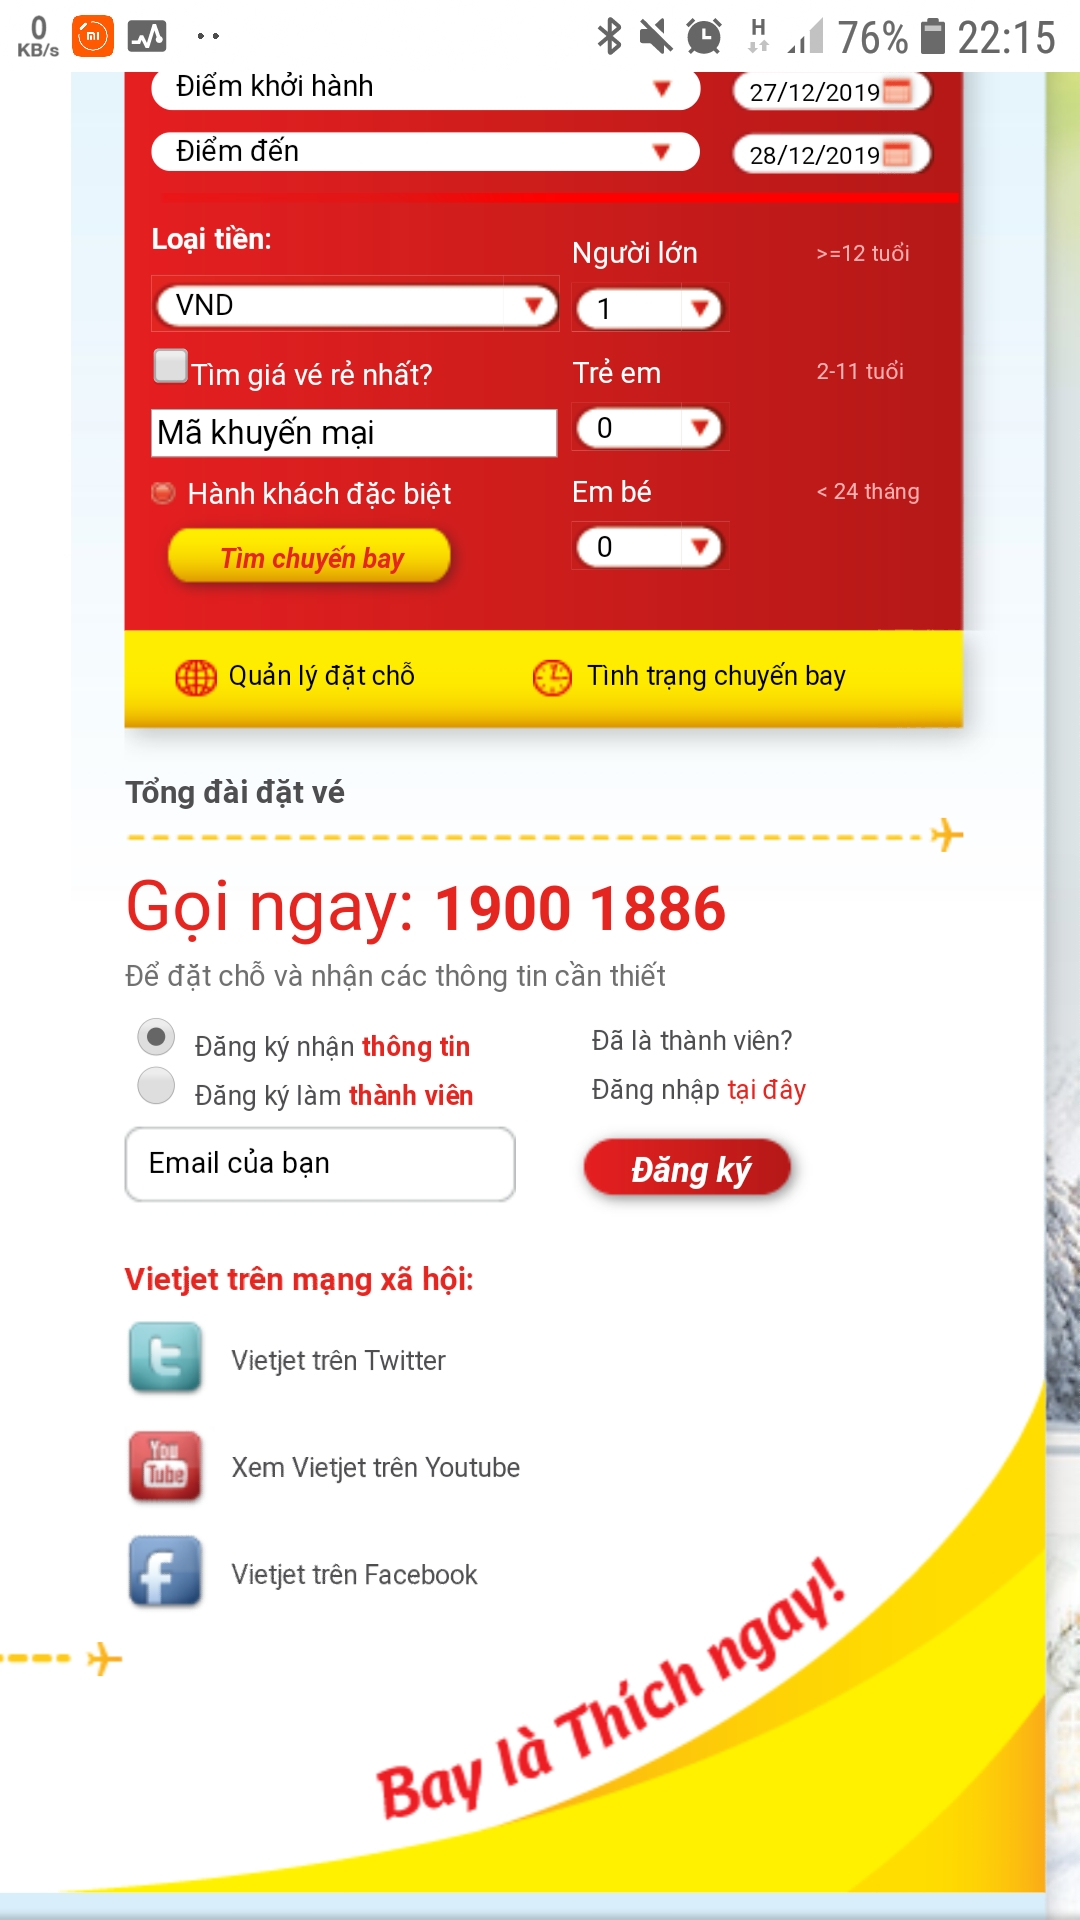 0
KB/s
mi
H
76%
22:15
Điểm khởi hành
27/12/2019
Điểm đến
28/12/2019
Loại tiền:
Người lớn
>=12 tuổi
VND
1
Tìm giá vé rẻ nhất?
Trẻ em
2-11 tuổi
Mã khuyến mại
0
Hành khách đặc biệt
Em bé
< 24 tháng
Tìm chuyến bay
0
Quản lý đặt chỗ
Tình trạng chuyến bay
Tổng đài đặt vé
Gọi ngay: 1900 1886
Để đặt chỗ và nhận các thông tin cần thiết
Đăng ký nhận thông tin
Đã là thành viên?
Đăng ký làm thành viên
Đăng nhập tại đây
Email của bạn
Đăng ký
Vietjet trên mạng xã hội:
t
Vietjet trên Twitter
You
Tube
Xem Vietjet trên Youtube
f
Vietjet trên Facebook
Bay là Thích ngay!